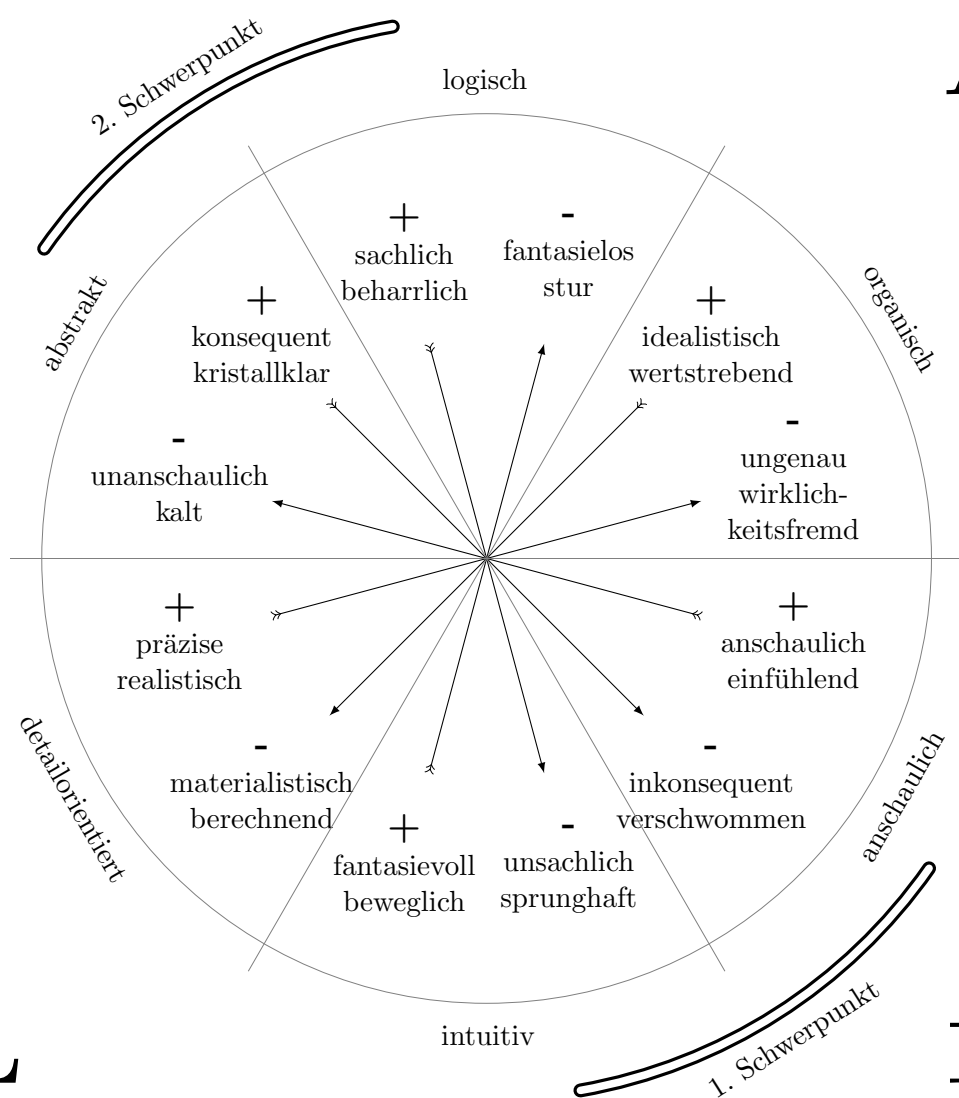 2. Schwerpunkt
logisch
+
sachlich
beharrlich
-
fantasielos
stur
abstrakt
+
konsequent
kristallklar
+
idealistisch
wertstrebend
organisch
-
unanschaulich
kalt
-
ungenau
wirklich-
keitsfremd
+
präzise
realistisch
+
anschaulich
einfühlend
detailorientiert
-
materialistisch
berechnend
-
inkonsequent
verschwommen
anschaulich
+
fantasievoll
beweglich
-
unsachlich
sprunghaft
intuitiv
1. Schwerpunkt